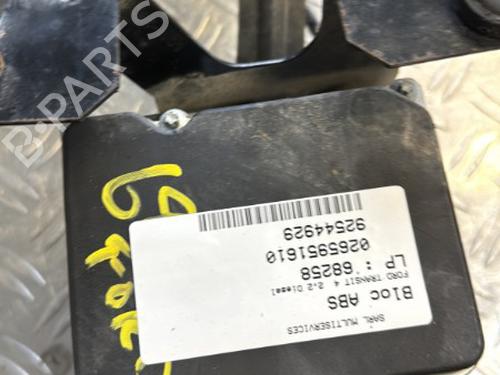 SARL MULTISERVICES
Bloc ABS
FORD TRANSIT 4 2.2 Diesel
LP : 68258
0265951610
92544929
B-PARTS